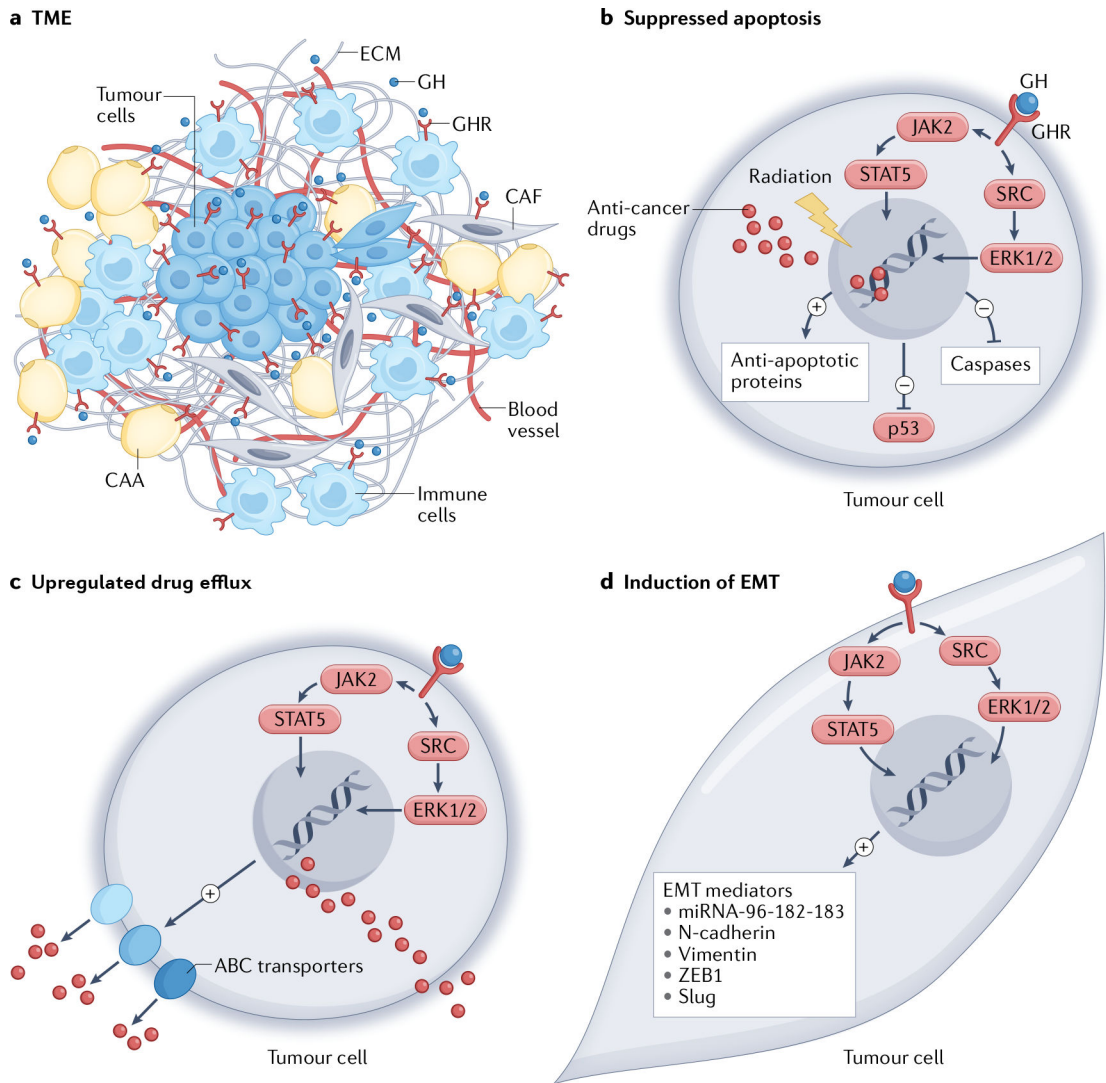 a TME
ECM
GH
Tumour
cells
GHR
CAF
Blood
vessel
CAA
Immune
cells
b Suppressed apoptosis
GH
GHR
JAK2
STAT5
Radiation
SRC
Anti-cancer
drugs
ERK1/2
+
−
Anti-apoptotic
proteins
Caspases
−
p53
Tumour cell
c Upregulated drug efflux
JAK2
STAT5
SRC
ERK1/2
+
ABC transporters
Tumour cell
d Induction of EMT
JAK2
SRC
STAT5
ERK1/2
+
EMT mediators
• miRNA-96-182-183
• N-cadherin
• Vimentin
• ZEB1
• Slug
Tumour cell